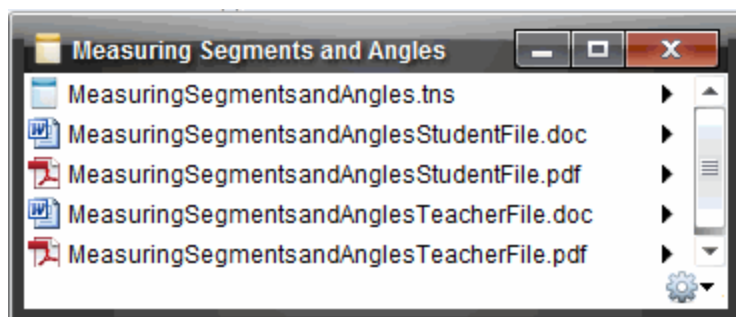 Measuring Segments and Angles
MeasuringSegmentsandAngles.tns
MeasuringSegmentsandAnglesStudentFile.doc
MeasuringSegmentsandAnglesStudentFile.pdf
MeasuringSegmentsandAnglesTeacherFile.doc
MeasuringSegmentsandAnglesTeacherFile.pdf